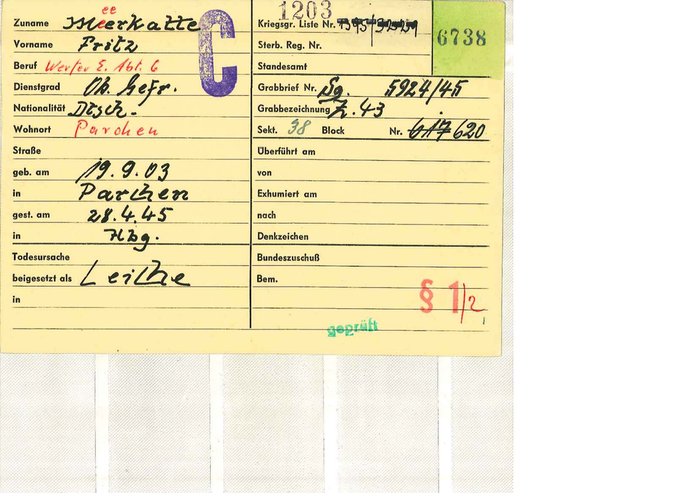 1203
Zuname Meerkatte
ee
Vorname Fritz
Beruf Werfer E. Abt. 6
Dienstgrad Ob. Gefr.
Nationalität Dtsch.
Wohnort Parchen
Straße
geb. am 19.9.03
in Parchen
gest. am 28.4.45
in Hbg.
Todesursache
beigesetzt als Leiche
in
C
Kriegsgr. Liste Nr.
6738
Sterb. Reg. Nr.
Standesamt
Grabbrief Nr. Sg. 5924/45
Grabbezeichnung Z. 43
Sekt. 38 Block Nr. 617 620
Überführt am
von
Exhumiert am
nach
Denkzeichen
Bundeszuschuß
Bem.
§ 1/2
geprüft